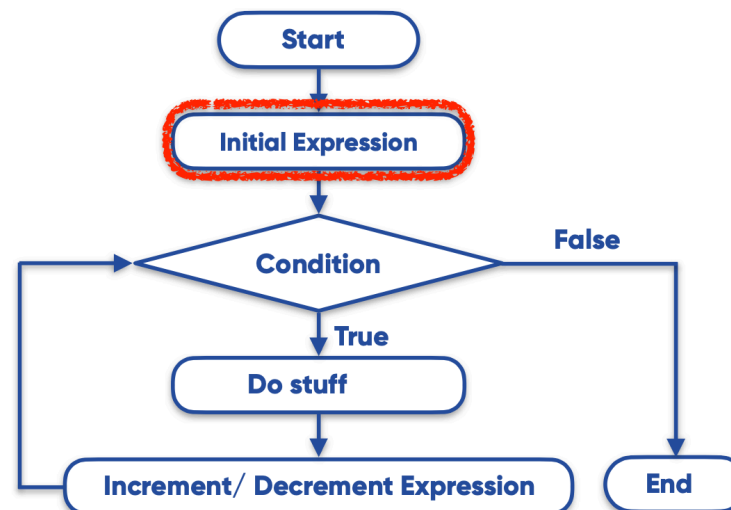 Start
Initial Expression
Condition
False
True
Do stuff
Increment/ Decrement Expression
End